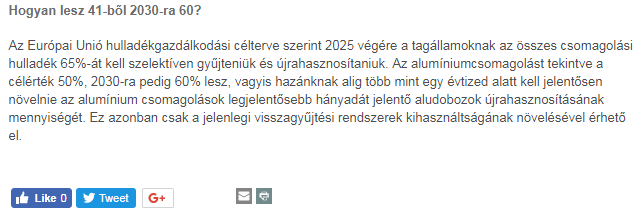 Hogyan lesz 41-ből 2030-ra 60?
Az Európai Unió hulladékgazdálkodási célterve szerint 2025 végére a tagállamoknak az összes csomagolási
hulladék 65%-át kell szelektíven gyűjteniük és újrahasznosítaniuk. Az alumíniumcsomagolást tekintve a
célérték 50%, 2030-ra pedig 60% lesz, vagyis hazánknak alig több mint egy évtized alatt kell jelentősen
növelnie az alumínium csomagolások legjelentősebb hányadát jelentő aludobozok újrahasznosításának
mennyiségét. Ez azonban csak a jelenlegi visszagyűjtési rendszerek kihasználtságának növelésével érhető
el.
Like 0 Tweet G+